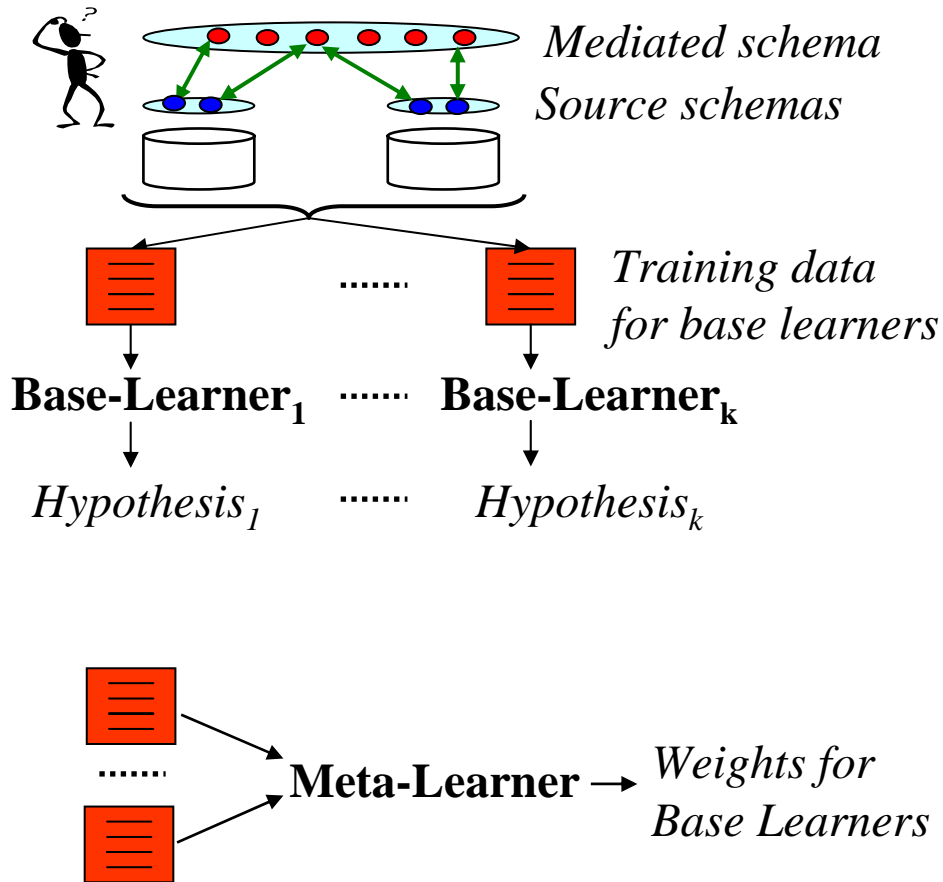 ?
Mediated schema
Source schemas
Training data
for base learners
Base-Learner₁ ...... Base-Learnerₖ
Hypothesis₁ ...... Hypothesisₖ
Meta-Learner
Weights for
Base Learners